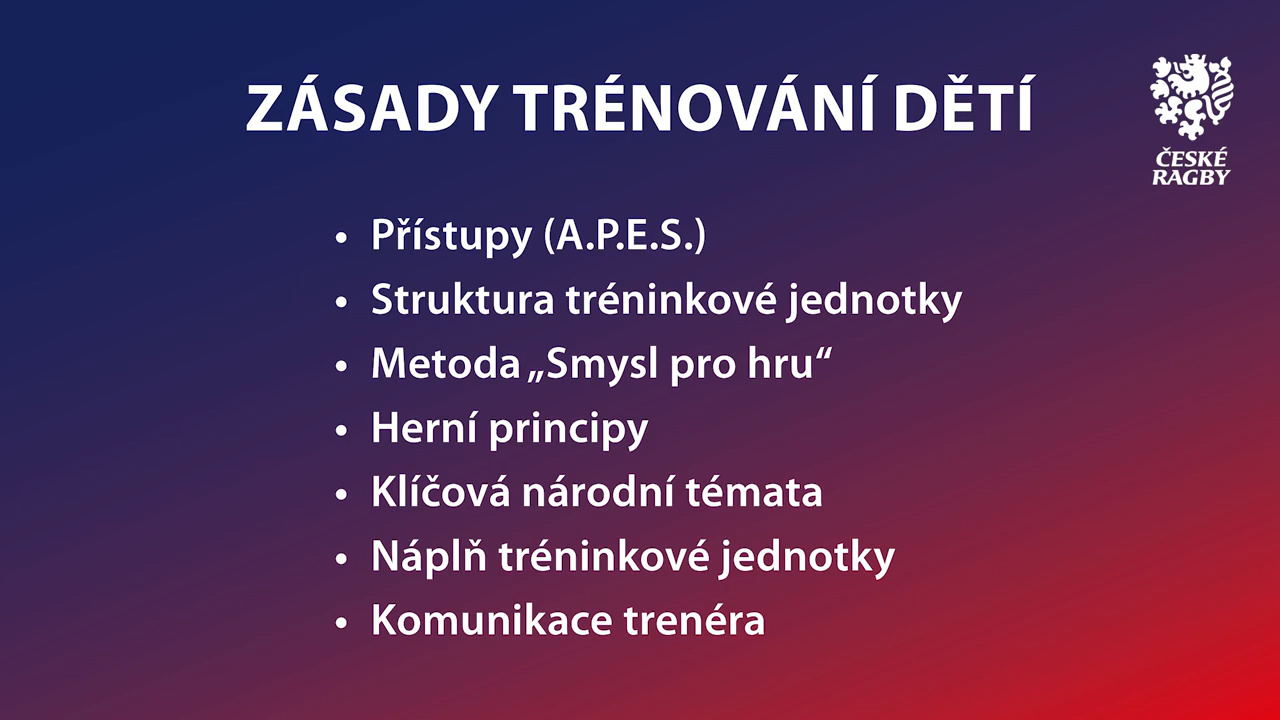 ZÁSADY TRÉNOVÁNÍ DĚTÍ
ČESKÉ
RAGBY
• Přístupy (A.P.E.S.)
• Struktura tréninkové jednotky
• Metoda „Smysl pro hru“
• Herní principy
• Klíčová národní témata
• Náplň tréninkové jednotky
• Komunikace trenéra